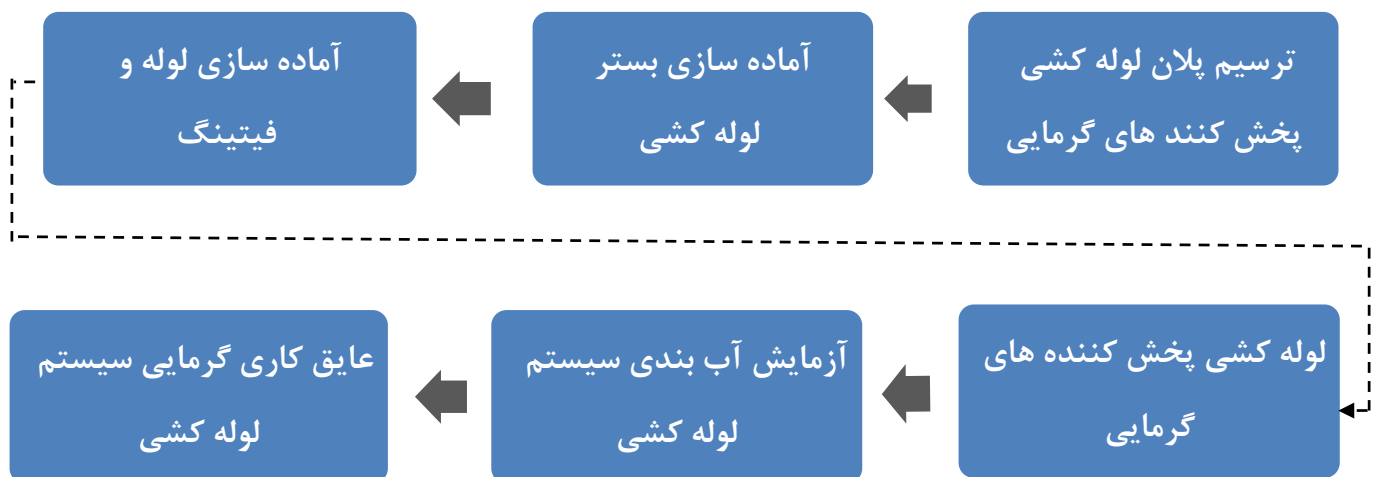 ترسیم پلان لوله کشی
پخش کنند های گرمایی
آماده سازی بستر
لوله کشی
آماده سازی لوله و
فیتینگ
لوله کشی پخش کننده های
گرمایی
آزمایش آب بندی سیستم
لوله کشی
عایق کاری گرمایی سیستم
لوله کشی